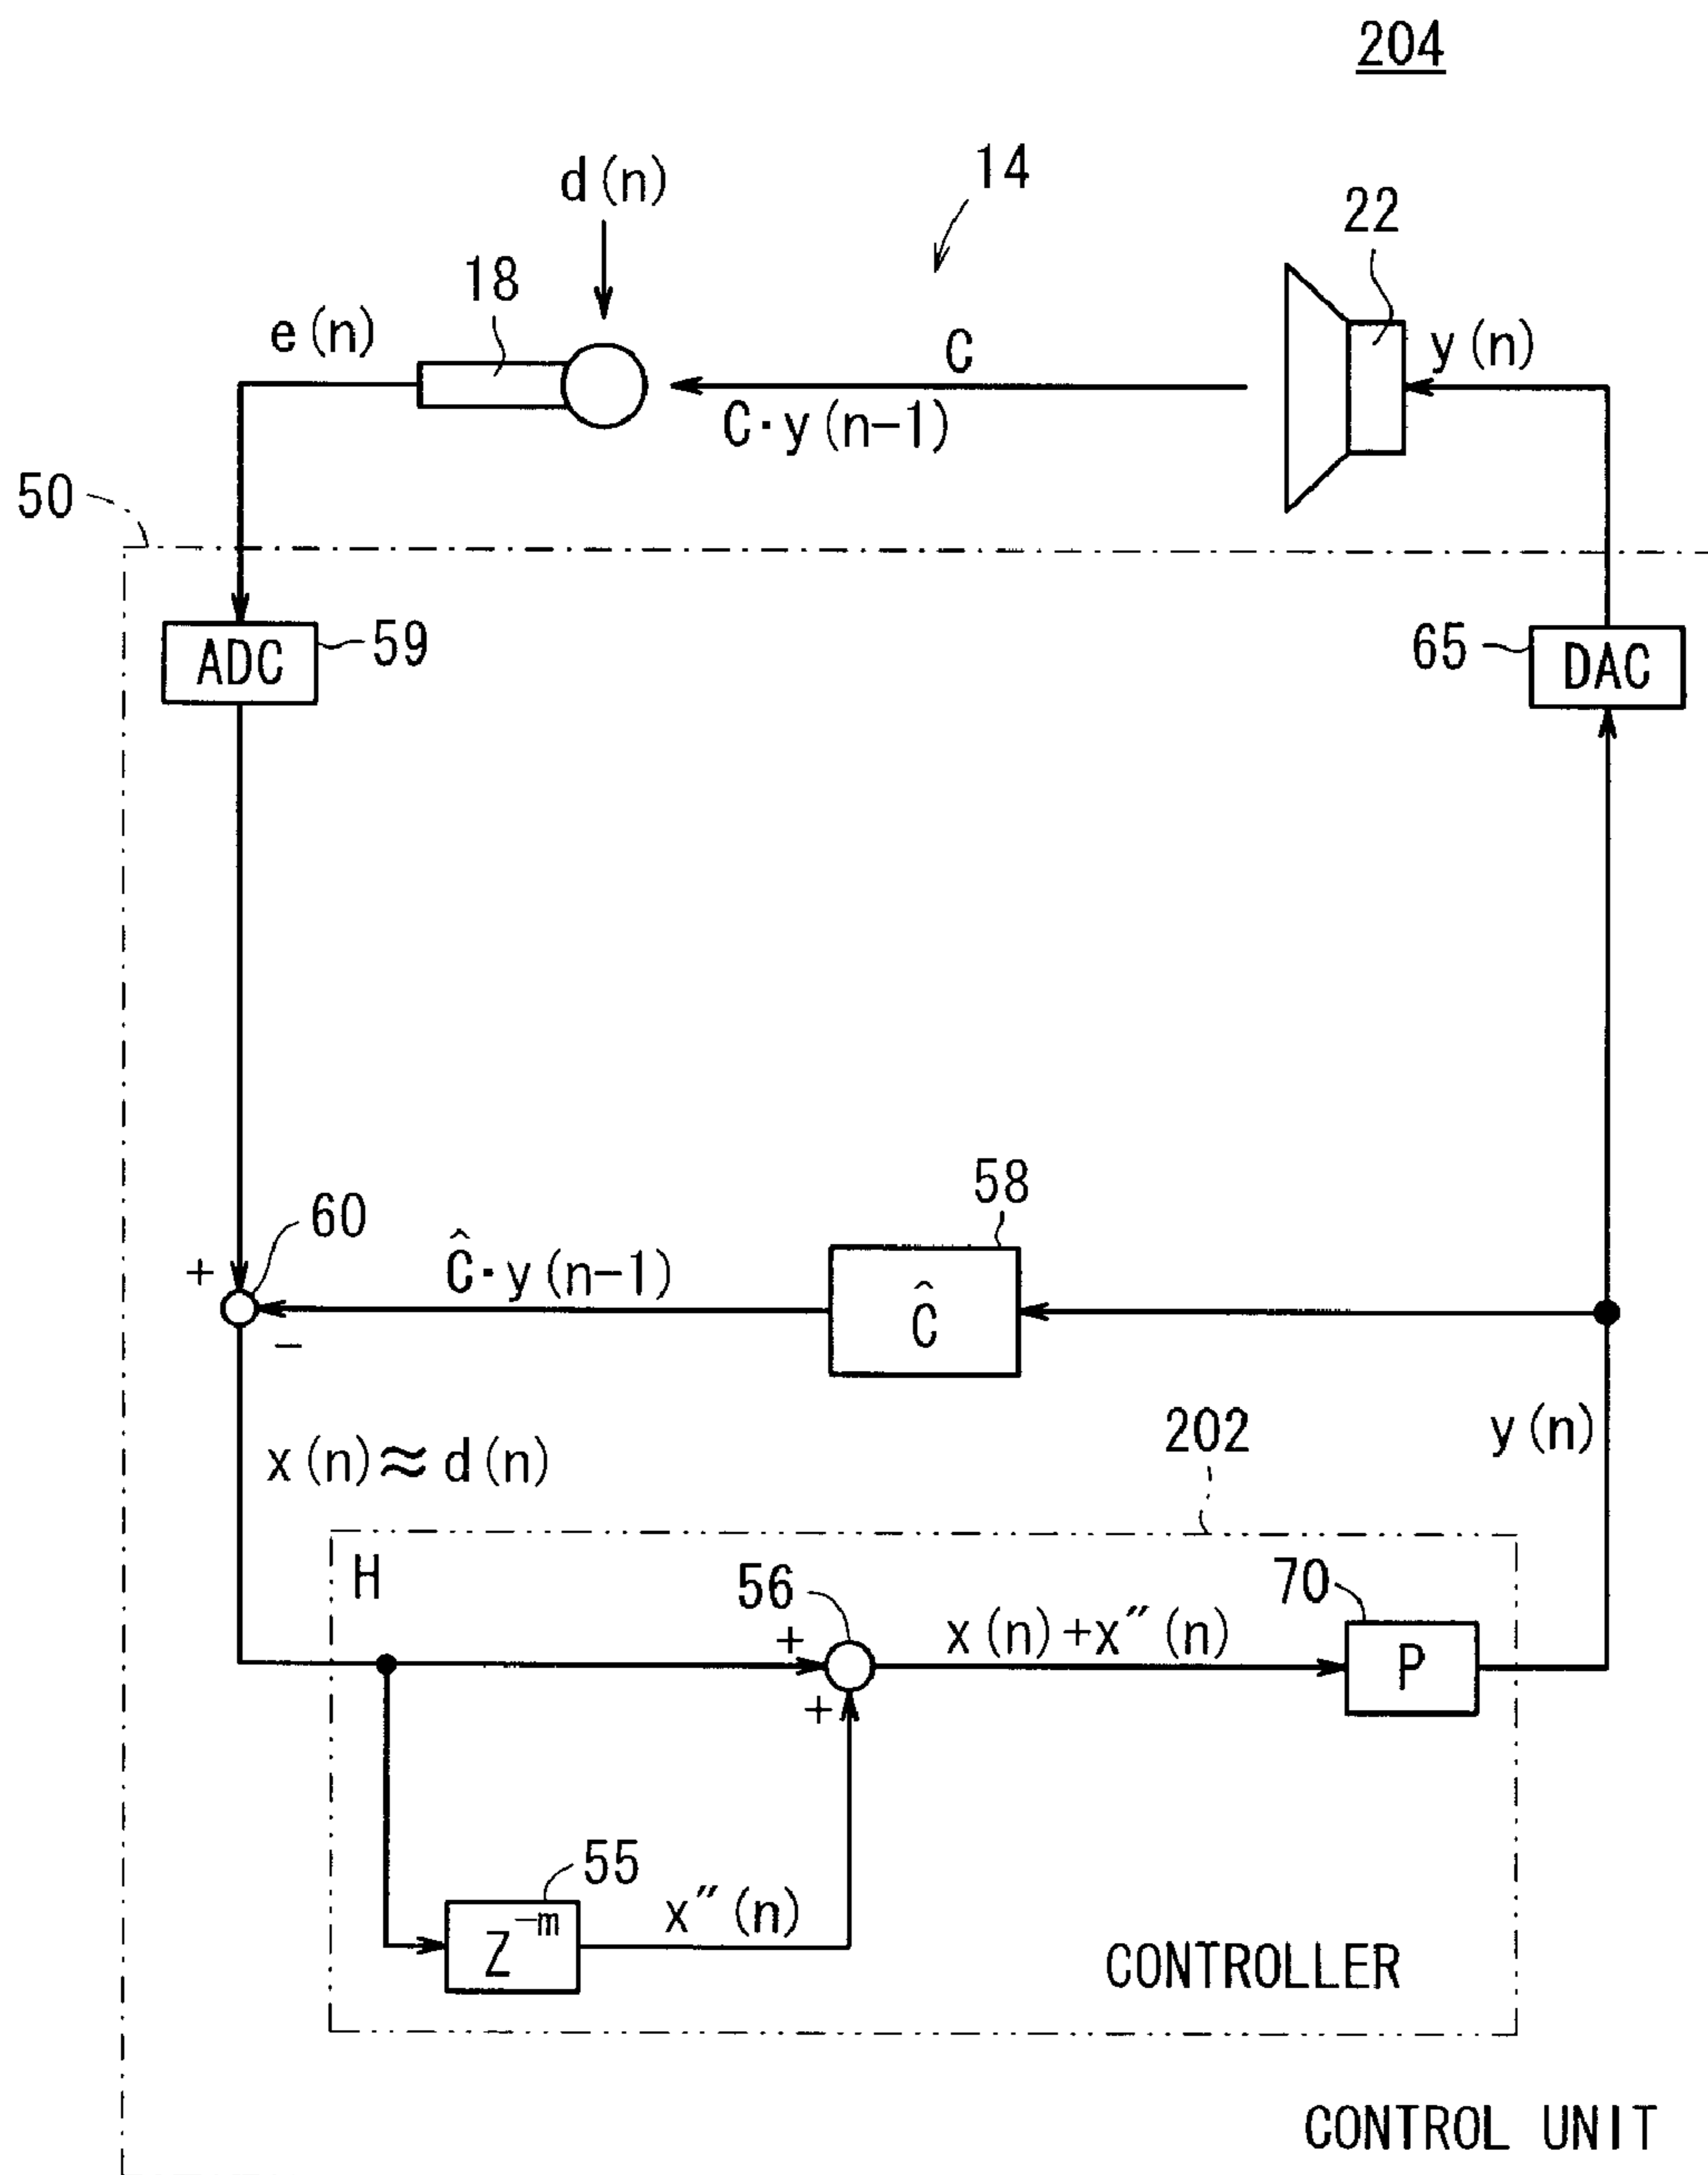 204
d(n)
14
22
18
e(n)
C
y(n)
C·y(n-1)
50
ADC
59
65
DAC
58
60
+
Ĉ·y(n-1)
Ĉ
−
202
y(n)
x(n)≈d(n)
H
56
70
+
x(n)+x″(n)
P
+
55
Z⁻ᵐ
x″(n)
CONTROLLER
CONTROL UNIT